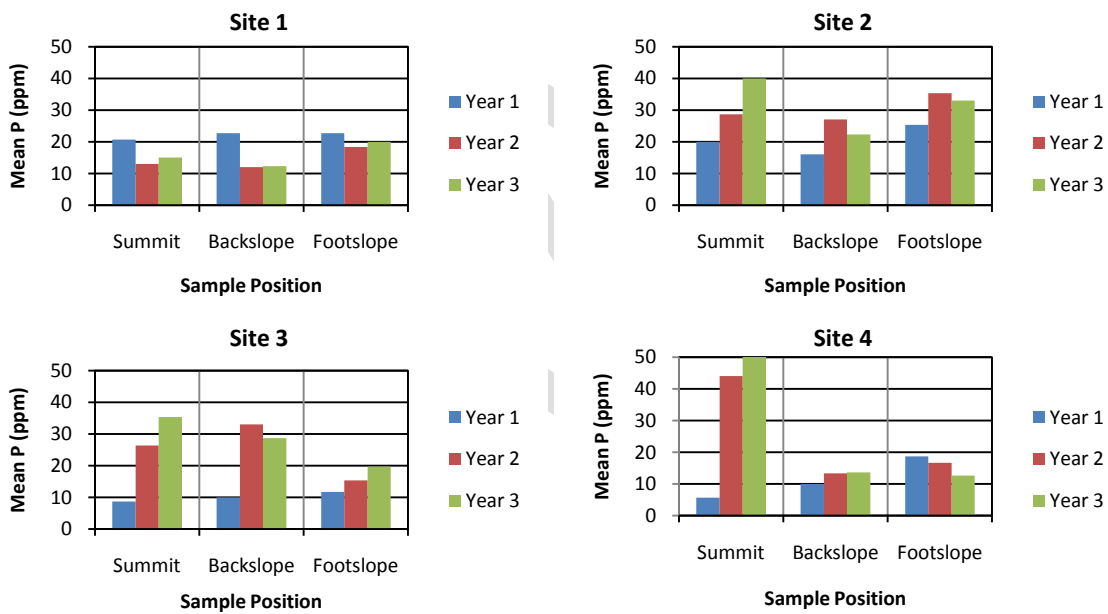 Site 1
Mean P (ppm)
50
40
30
20
10
0
Summit Backslope Footslope
Sample Position
Year 1
Year 2
Year 3
Site 2
Mean P (ppm)
50
40
30
20
10
0
Summit Backslope Footslope
Sample Position
Year 1
Year 2
Year 3
Site 3
Mean P (ppm)
50
40
30
20
10
0
Summit Backslope Footslope
Sample Position
Year 1
Year 2
Year 3
Site 4
Mean P (ppm)
50
40
30
20
10
0
Summit Backslope Footslope
Sample Position
Year 1
Year 2
Year 3